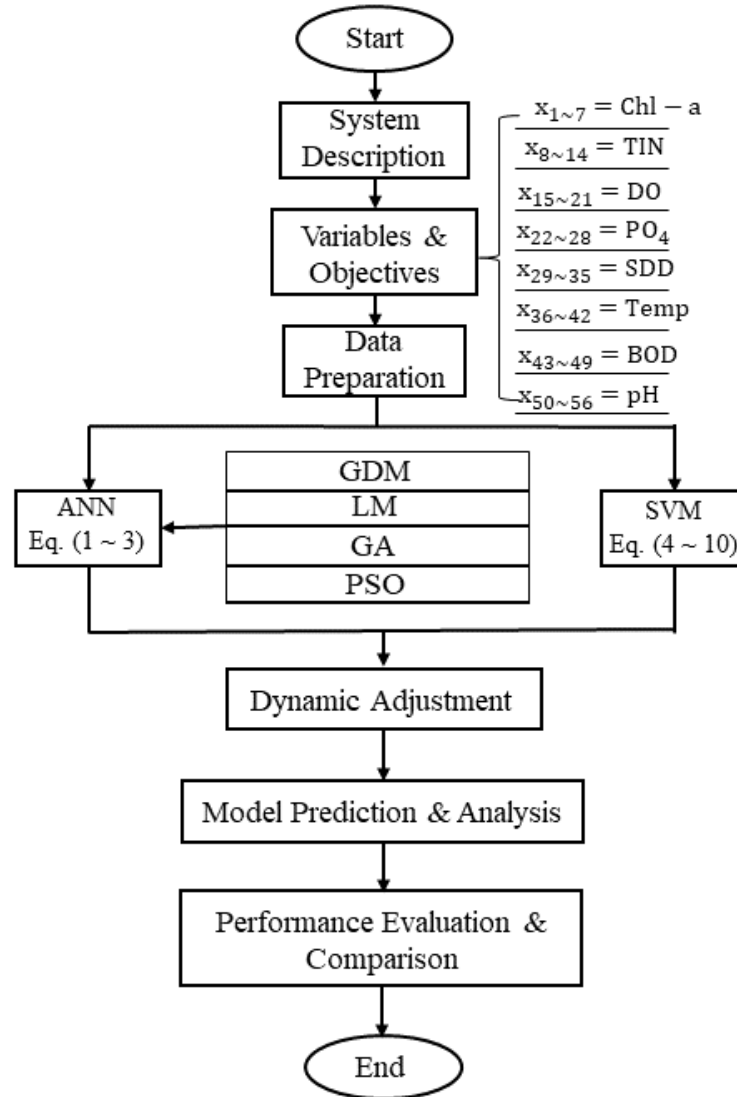 Start
System
Description
Variables &
Objectives
Data
Preparation
x₁~₇ = Chl − a
x₈~₁₄ = TIN
x₁₅~₂₁ = DO
x₂₂~₂₈ = PO₄
x₂₉~₃₅ = SDD
x₃₆~₄₂ = Temp
x₄₃~₄₉ = BOD
x₅₀~₅₆ = pH
ANN
Eq. (1 ~ 3)
GDM
LM
GA
PSO
SVM
Eq. (4 ~ 10)
Dynamic Adjustment
Model Prediction & Analysis
Performance Evaluation &
Comparison
End